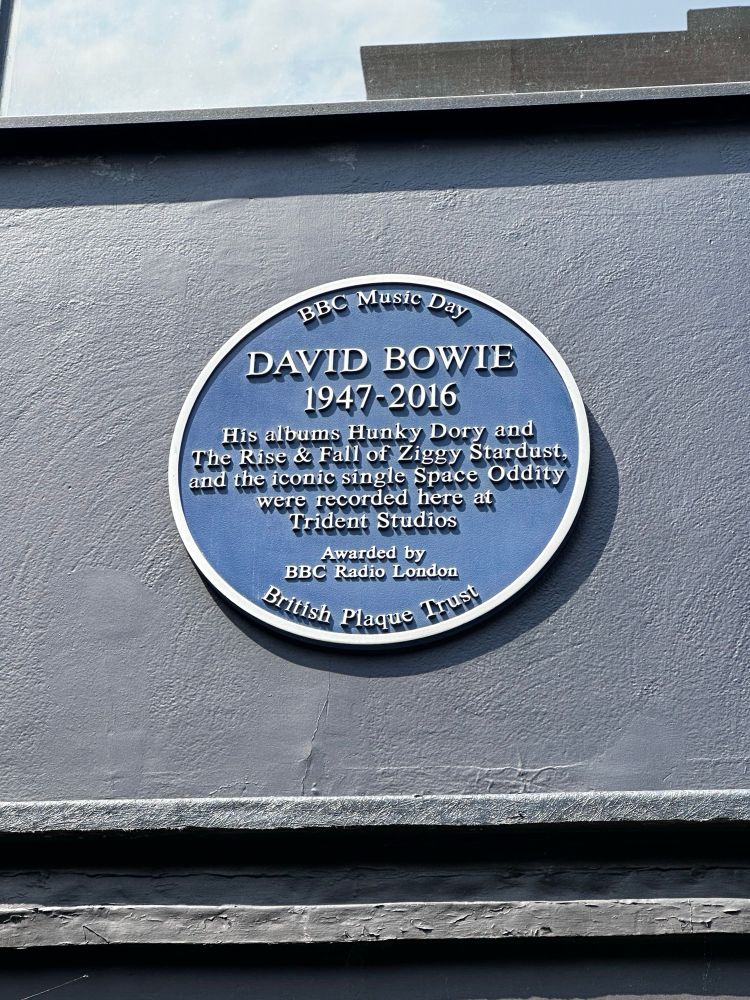 BBC Music Day
DAVID BOWIE
1947-2016
His albums Hunky Dory and
The Rise & Fall of Ziggy Stardust,
and the iconic single Space Oddity
were recorded here at
Trident Studios
Awarded by
BBC Radio London
British Plaque Trust